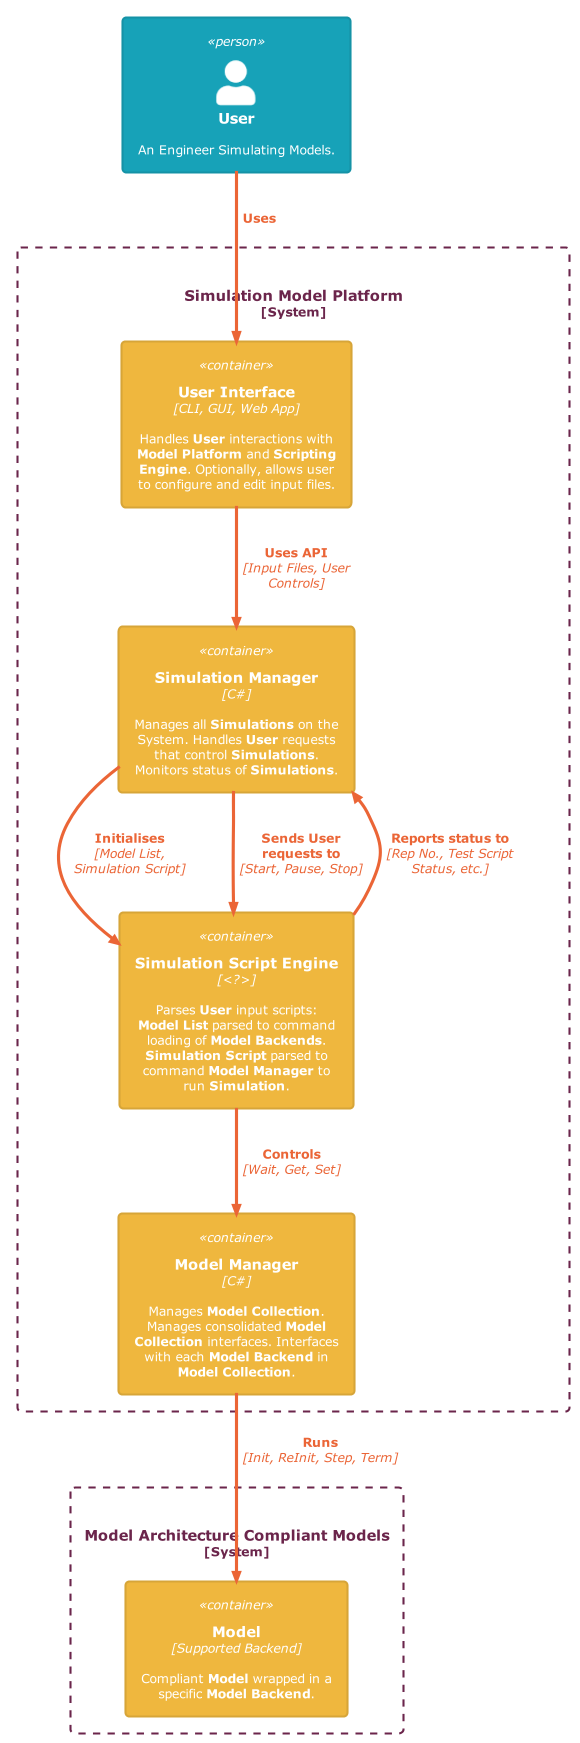 «person»
User
An Engineer Simulating Models.
Uses
Simulation Model Platform
[System]
«container»
User Interface
[CLI, GUI, Web App]
Handles User interactions with
Model Platform and Scripting
Engine. Optionally, allows user
to configure and edit input files.
Uses API
[Input Files, User
Controls]
«container»
Simulation Manager
[C#]
Manages all Simulations on the
System. Handles User requests
that control Simulations.
Monitors status of Simulations.
Initialises
[Model List,
Simulation Script]
Sends User
requests to
[Start, Pause, Stop]
Reports status to
[Rep No., Test Script
Status, etc.]
«container»
Simulation Script Engine
[<?>]
Parses User input scripts:
Model List parsed to command
loading of Model Backends.
Simulation Script parsed to
command Model Manager to
run Simulation.
Controls
[Wait, Get, Set]
«container»
Model Manager
[C#]
Manages Model Collection.
Manages consolidated Model
Collection interfaces. Interfaces
with each Model Backend in
Model Collection.
Runs
[Init, ReInit, Step, Term]
Model Architecture Compliant Models
[System]
«container»
Model
[Supported Backend]
Compliant Model wrapped in a
specific Model Backend.